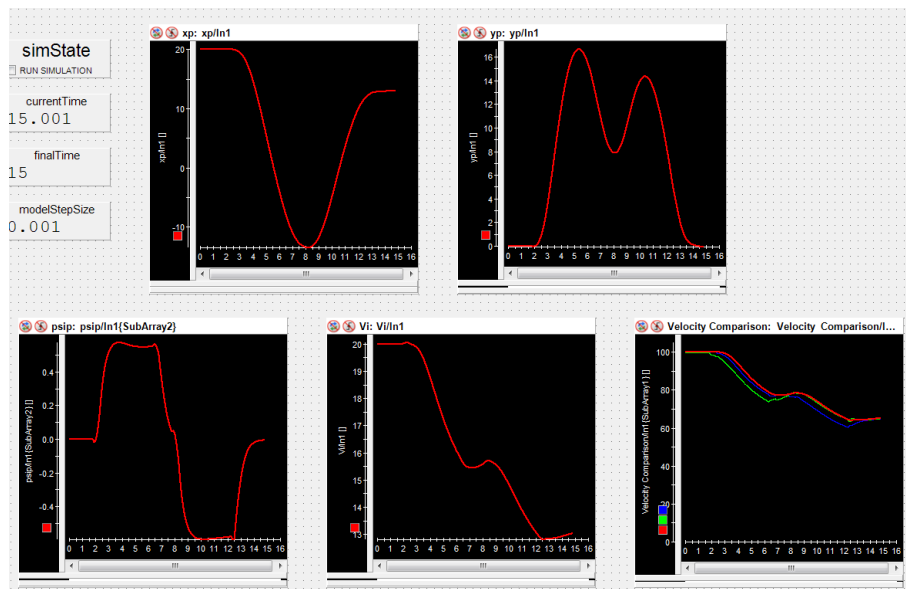 simState
RUN SIMULATION
currentTime
15.001
finalTime
15
modelStepSize
0.001
xp: xp/In1
xp/In1 []
20
10
0
-10
0 1 2 3 4 5 6 7 8 9 10 11 12 13 14 15 16
yp: yp/In1
yp/In1 []
16
14
12
10
8
6
4
2
0
0 1 2 3 4 5 6 7 8 9 10 11 12 13 14 15 16
psip: psip/In1{SubArray2}
psip/In1{SubArray2} []
0.4
0.2
0.0
-0.2
-0.4
0 1 2 3 4 5 6 7 8 9 10 11 12 13 14 15 16
Vi: Vi/In1
Vi/In1 []
20
19
18
17
16
15
14
13
0 1 2 3 4 5 6 7 8 9 10 11 12 13 14 15 16
Velocity Comparison: Velocity Comparison/I...
Velocity Comparison/In1{SubArray1} []
100
80
60
40
20
0
0 1 2 3 4 5 6 7 8 9 10 11 12 13 14 15 16